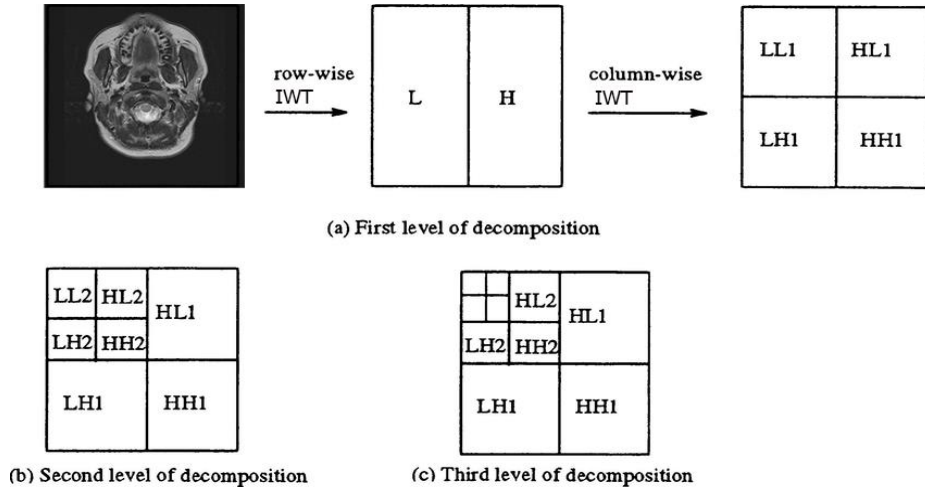 row-wise
IWT
L
H
column-wise
IWT
LL1
HL1
LH1
HH1
(a) First level of decomposition
LL2
HL2
HL1
LH2
HH2
LH1
HH1
(b) Second level of decomposition
HL2
HL1
LH2
HH2
LH1
HH1
(c) Third level of decomposition